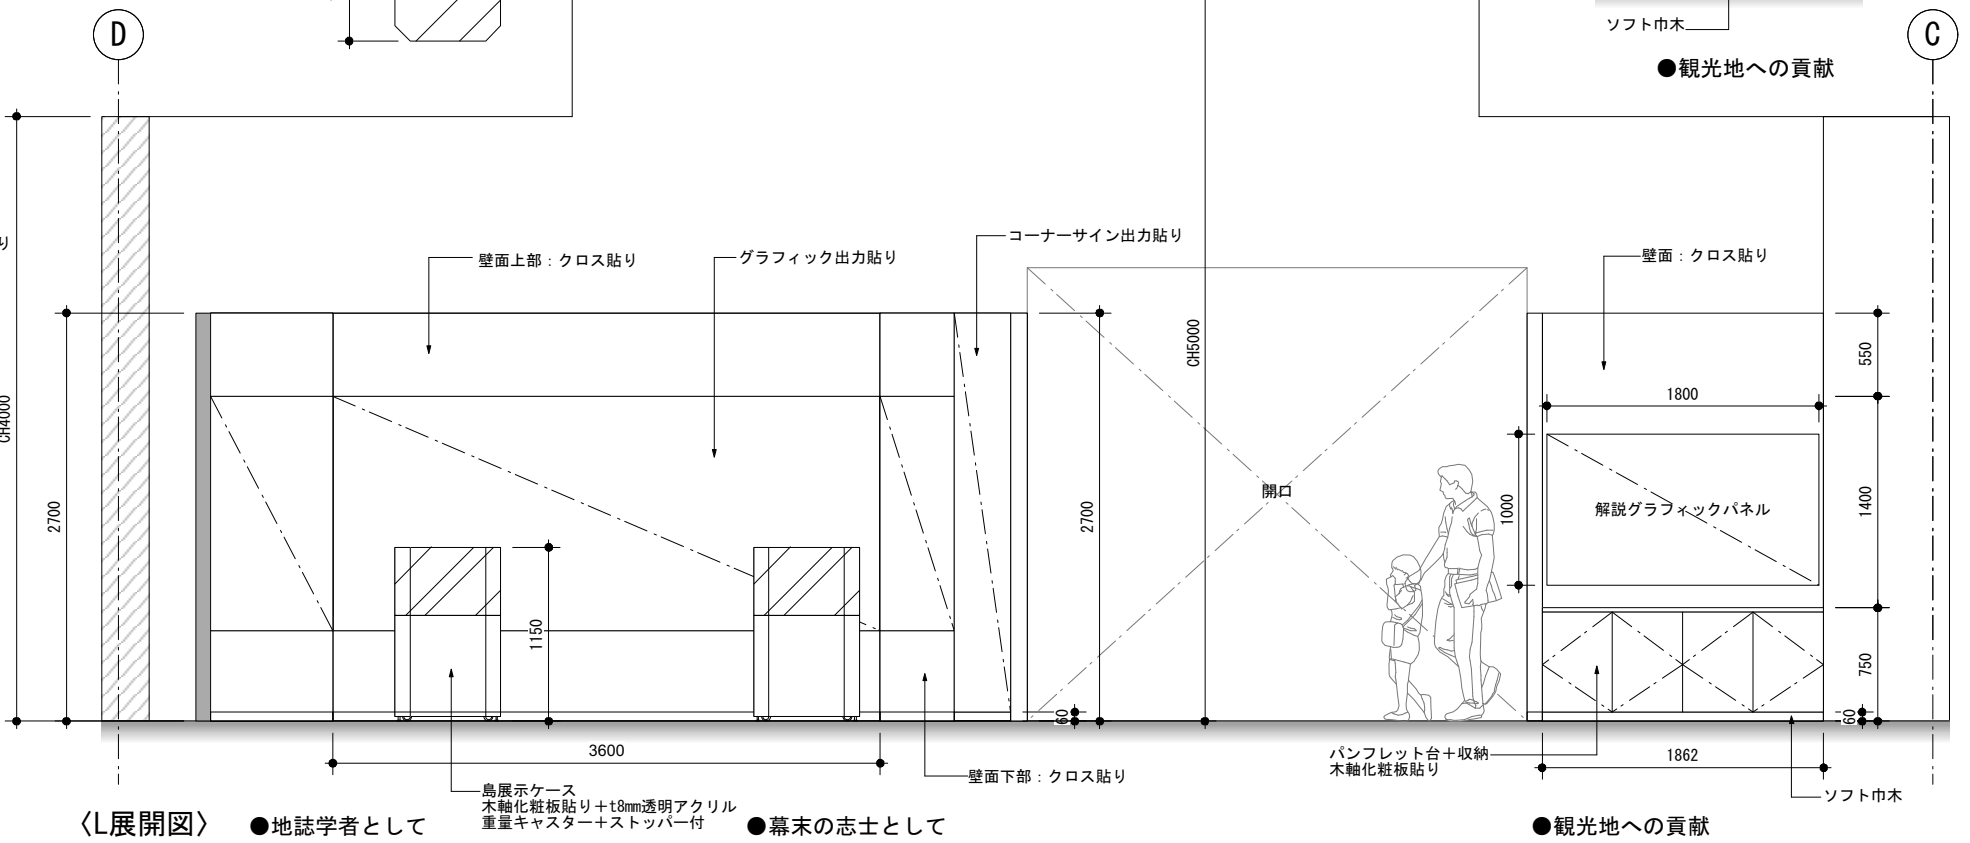 D
ソフト巾木
C
●観光地への貢献
り
コーナーサイン出力貼り
壁面上部：クロス貼り
グラフィック出力貼り
壁面：クロス貼り
CH4000
2700
CH5000
2700
550
1800
1400
1000
開口
解説グラフィックパネル
1150
750
60
60
3600
1862
パンフレット台＋収納
木軸化粧板貼り
壁面下部：クロス貼り
島展示ケース
木軸化粧板貼り＋t8mm透明アクリル
重量キャスター＋ストッパー付
ソフト巾木
〈L展開図〉 ●地誌学者として ●幕末の志士として ●観光地への貢献